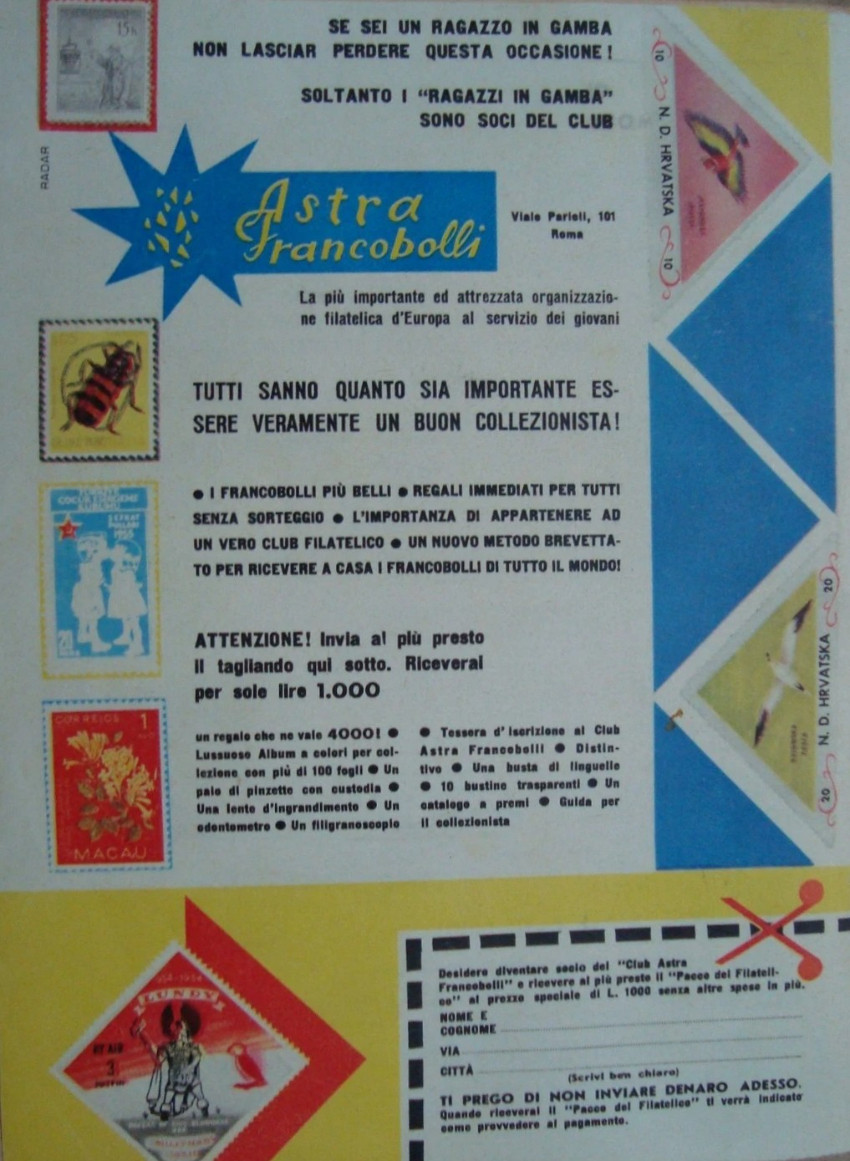 SE SEI UN RAGAZZO IN GAMBA
NON LASCIAR PERDERE QUESTA OCCASIONE!
SOLTANTO I "RAGAZZI IN GAMBA"
SONO SOCI DEL CLUB
15
RADAR
Astra
Francobolli
Viale Parioli, 101
Roma
La più importante ed attrezzata organizzazio-
ne filatelica d'Europa al servizio dei giovani
TUTTI SANNO QUANTO SIA IMPORTANTE ES-
SERE VERAMENTE UN BUON COLLEZIONISTA!
● I FRANCOBOLLI PIÙ BELLI ● REGALI IMMEDIATI PER TUTTI
SENZA SORTEGGIO ● L'IMPORTANZA DI APPARTENERE AD
UN VERO CLUB FILATELICO ● UN NUOVO METODO BREVETTA-
TO PER RICEVERE A CASA I FRANCOBOLLI DI TUTTO IL MONDO!
ATTENZIONE! Invia al più presto
il tagliando qui sotto. Riceverai
per sole lire 1.000
un regalo che ne vale 4000! ●
Lussuoso Album a colori per col-
lezione con più di 100 fogli ● Un
paio di pinzette con custodia ●
Una lente d'ingrandimento ● Un
odontometro ● Un filigranoscopio
● Tessera d'iscrizione al Club
Astra Francobolli ● Distin-
tivo ● Una busta di linguelle
● 10 bustine trasparenti ● Un
catalogo a premi ● Guida per
il collezionista
10 N. D. HRVATSKA 10
20 N. D. HRVATSKA 20
CORREIOS 1
MACAU
LUNDY
BY AIR
3
Desidero diventare socio del "Club Astra
Francobolli" e ricevere al più presto il "Pacco del Filateli-
co" al prezzo speciale di L. 1000 senza altre spese in più.
NOME E
COGNOME
VIA
CITTÀ
(Scrivi ben chiaro)
TI PREGO DI NON INVIARE DENARO ADESSO.
Quando riceverai il "Pacco del Filatelico" ti verrà indicato
come provvedere al pagamento.